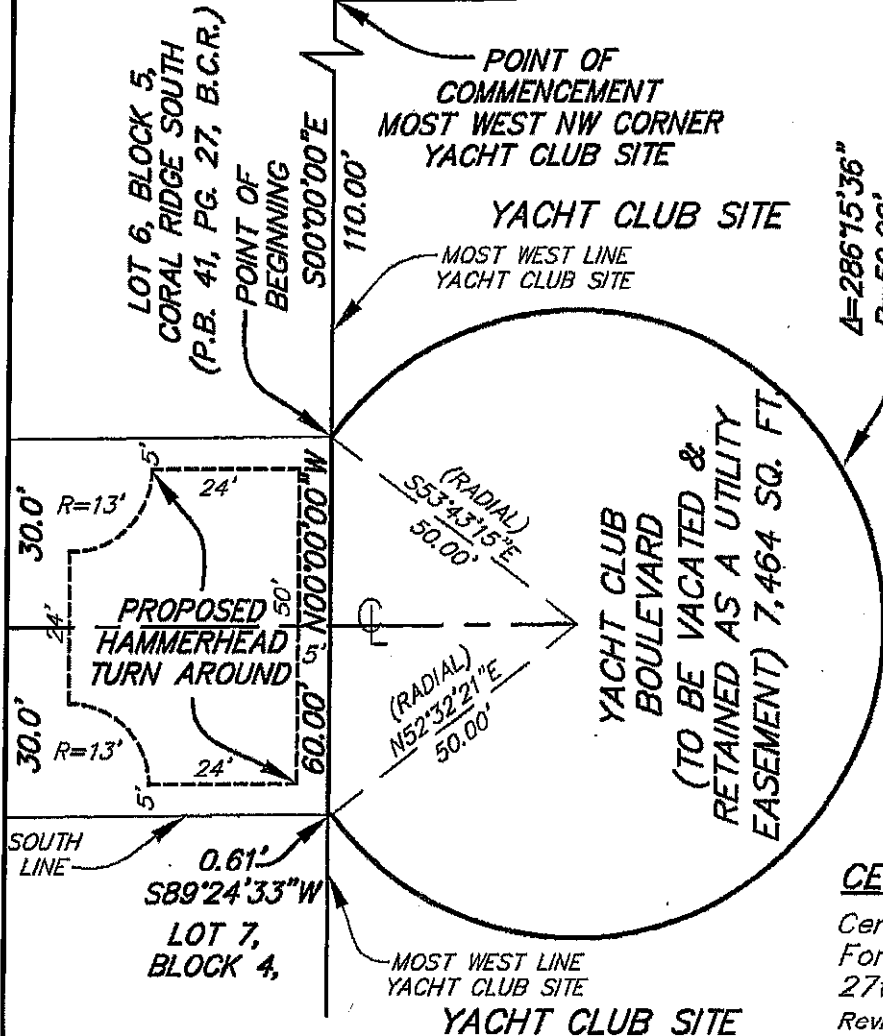 LOT 6, BLOCK 5,
CORAL RIDGE SOUTH
(P.B. 41, PG. 27, B.C.R.)
POINT OF
BEGINNING
S00°00'00"E
110.00'
POINT OF
COMMENCEMENT
MOST WEST NW CORNER
YACHT CLUB SITE
YACHT CLUB SITE
MOST WEST LINE
YACHT CLUB SITE
Δ=286°15'36"
30.0'
R=13'
5'
24'
24'
PROPOSED
HAMMERHEAD
TURN AROUND
50'
5'
60.00' N00°00'00"W
℄
(RADIAL)
S53°43'15"E
50.00'
(RADIAL)
N52°32'21"E
50.00'
YACHT CLUB
BOULEVARD
(TO BE VACATED &
RETAINED AS A UTILITY
EASEMENT) 7,464 SQ. FT.
30.0'
R=13'
24'
5'
SOUTH
LINE
0.61'
S89°24'33"W
LOT 7,
BLOCK 4,
MOST WEST LINE
YACHT CLUB SITE
YACHT CLUB SITE
CE
Cer
For
27
Rev